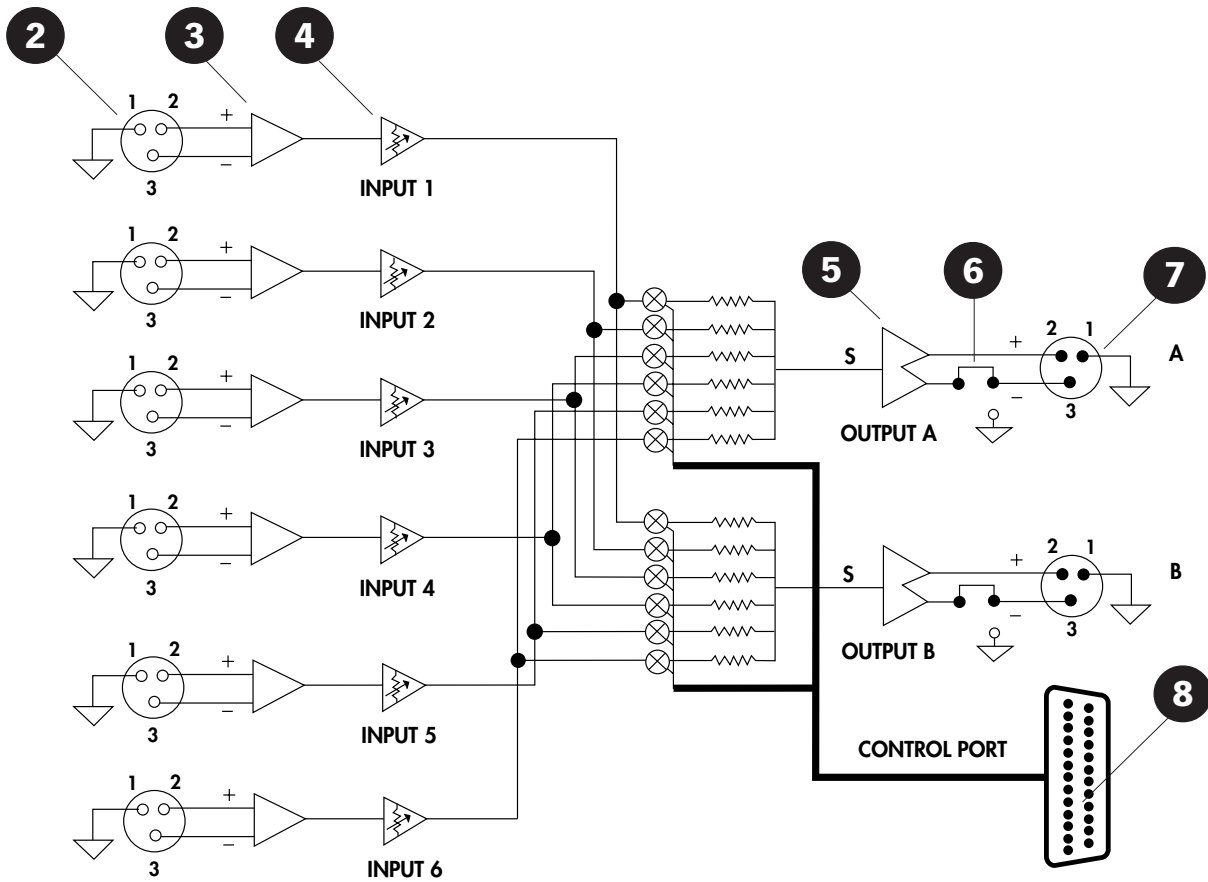 2 3 4
1 2 + − 3
INPUT 1
1 2 + − 3
INPUT 2
1 2 + − 3
INPUT 3
1 2 + − 3
INPUT 4
1 2 + − 3
INPUT 5
1 2 + − 3
INPUT 6
5 6 7
S + − 2 1 3 A
OUTPUT A
S + − 2 1 3 B
OUTPUT B
CONTROL PORT
8